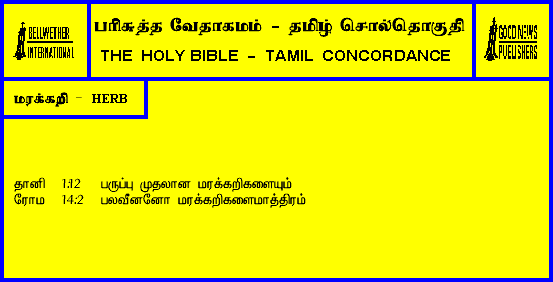 BELLWETHER
INTERNATIONAL
பரிசுத்த வேதாகமம் - தமிழ் சொல்தொகுதி
THE HOLY BIBLE - TAMIL CONCORDANCE
GOOD NEWS
PUBLISHERS
மரக்கறி - HERB
தானி 1:12 பருப்பு முதலான மரக்கறிகளையும்
ரோம 14:2 பலவீனனோ மரக்கறிகளைமாத்திரம்